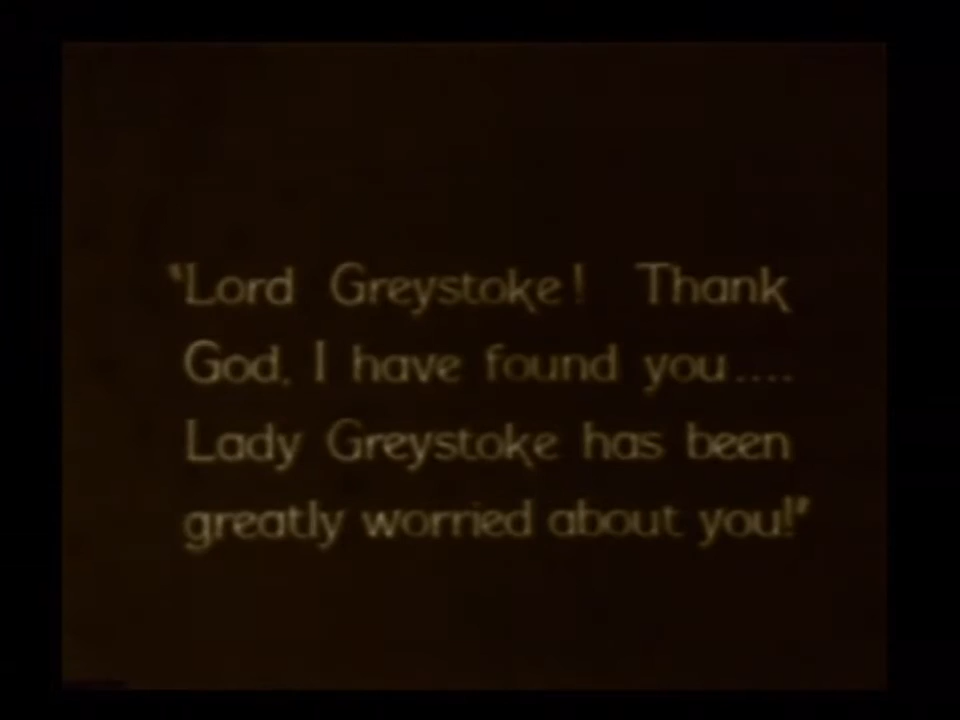 "Lord Greystoke! Thank
God, I have found you....
Lady Greystoke has been
greatly worried about you!"